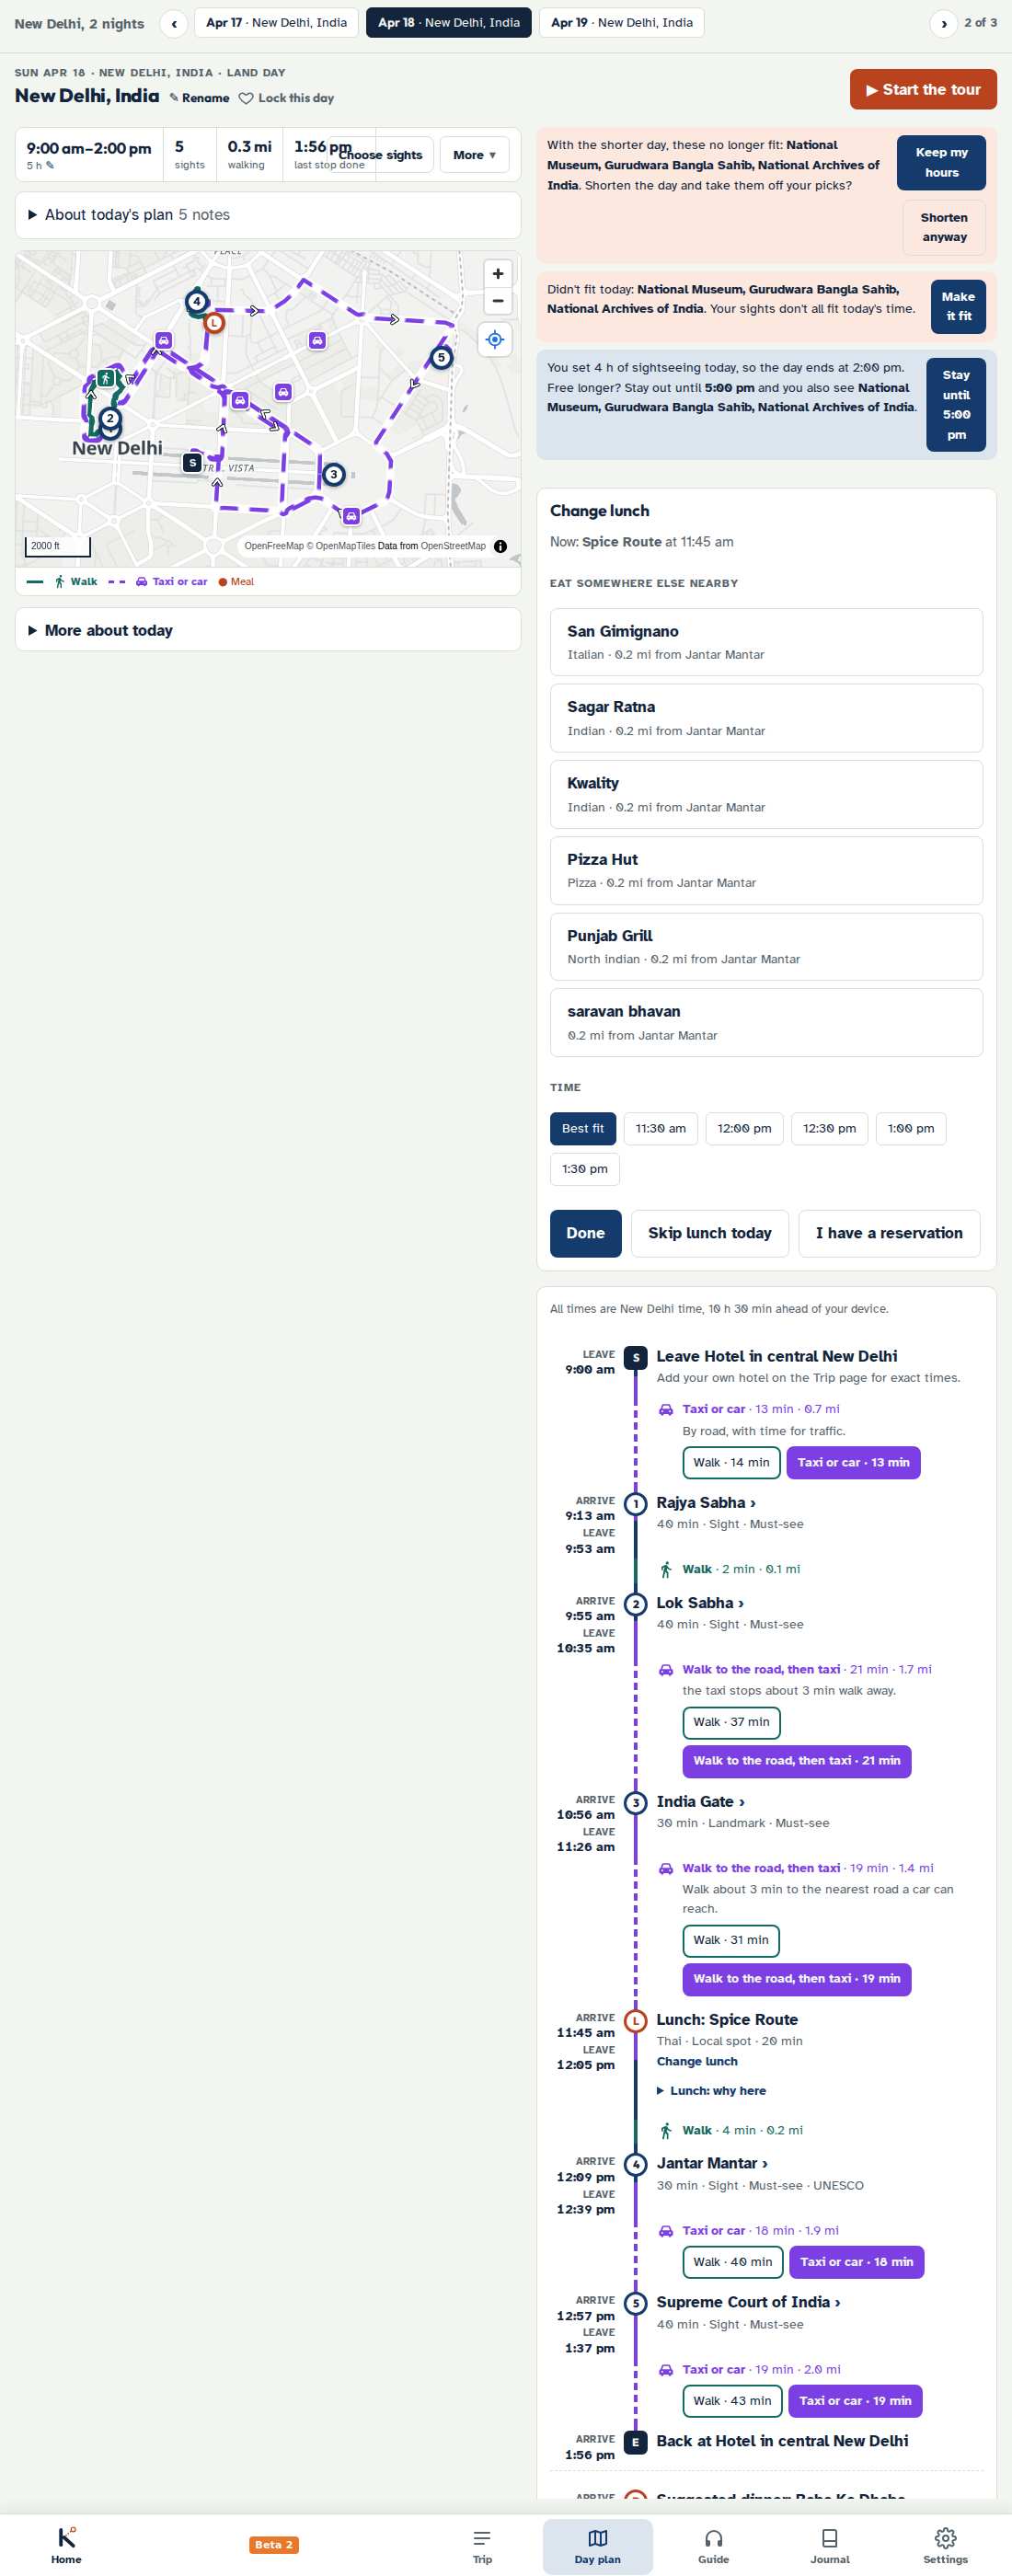 New Delhi, 2 nights
‹
Apr 17 · New Delhi, India
Apr 18 · New Delhi, India
Apr 19 · New Delhi, India
›
2 of 3
SUN APR 18 · NEW DELHI, INDIA · LAND DAY
New Delhi, India
✎ Rename
Lock this day
▶ Start the tour
9:00 am–2:00 pm
5 h ✎
5
sights
0.3 mi
walking
1:56 pm
last stop done
Choose sights
More ▼
▶ About today's plan 5 notes
PLACE
4
L
5
2
New Delhi
S
VISTA
3
+
−
2000 ft
OpenFreeMap © OpenMapTiles Data from OpenStreetMap
Walk
Taxi or car
Meal
▶ More about today
With the shorter day, these no longer fit: National
Museum, Gurudwara Bangla Sahib, National Archives of
India. Shorten the day and take them off your picks?
Keep my
hours
Shorten
anyway
Didn't fit today: National Museum, Gurudwara Bangla Sahib,
National Archives of India. Your sights don't all fit today's time.
Make
it fit
You set 4 h of sightseeing today, so the day ends at 2:00 pm.
Free longer? Stay out until 5:00 pm and you also see National
Museum, Gurudwara Bangla Sahib, National Archives of India.
Stay
until
5:00
pm
Change lunch
Now: Spice Route at 11:45 am
EAT SOMEWHERE ELSE NEARBY
San Gimignano
Italian · 0.2 mi from Jantar Mantar
Sagar Ratna
Indian · 0.2 mi from Jantar Mantar
Kwality
Indian · 0.2 mi from Jantar Mantar
Pizza Hut
Pizza · 0.2 mi from Jantar Mantar
Punjab Grill
North indian · 0.2 mi from Jantar Mantar
saravan bhavan
0.2 mi from Jantar Mantar
TIME
Best fit
11:30 am
12:00 pm
12:30 pm
1:00 pm
1:30 pm
Done
Skip lunch today
I have a reservation
All times are New Delhi time, 10 h 30 min ahead of your device.
LEAVE
9:00 am
S
Leave Hotel in central New Delhi
Add your own hotel on the Trip page for exact times.
Taxi or car · 13 min · 0.7 mi
By road, with time for traffic.
Walk · 14 min
Taxi or car · 13 min
ARRIVE
9:13 am
LEAVE
9:53 am
1
Rajya Sabha ›
40 min · Sight · Must-see
Walk · 2 min · 0.1 mi
ARRIVE
9:55 am
LEAVE
10:35 am
2
Lok Sabha ›
40 min · Sight · Must-see
Walk to the road, then taxi · 21 min · 1.7 mi
the taxi stops about 3 min walk away.
Walk · 37 min
Walk to the road, then taxi · 21 min
ARRIVE
10:56 am
LEAVE
11:26 am
3
India Gate ›
30 min · Landmark · Must-see
Walk to the road, then taxi · 19 min · 1.4 mi
Walk about 3 min to the nearest road a car can
reach.
Walk · 31 min
Walk to the road, then taxi · 19 min
ARRIVE
11:45 am
LEAVE
12:05 pm
L
Lunch: Spice Route
Thai · Local spot · 20 min
Change lunch
▶ Lunch: why here
Walk · 4 min · 0.2 mi
ARRIVE
12:09 pm
LEAVE
12:39 pm
4
Jantar Mantar ›
30 min · Sight · Must-see · UNESCO
Taxi or car · 18 min · 1.9 mi
Walk · 40 min
Taxi or car · 18 min
ARRIVE
12:57 pm
LEAVE
1:37 pm
5
Supreme Court of India ›
40 min · Sight · Must-see
Taxi or car · 19 min · 2.0 mi
Walk · 43 min
Taxi or car · 19 min
ARRIVE
1:56 pm
E
Back at Hotel in central New Delhi
Home
Beta 2
Trip
Day plan
Guide
Journal
Settings